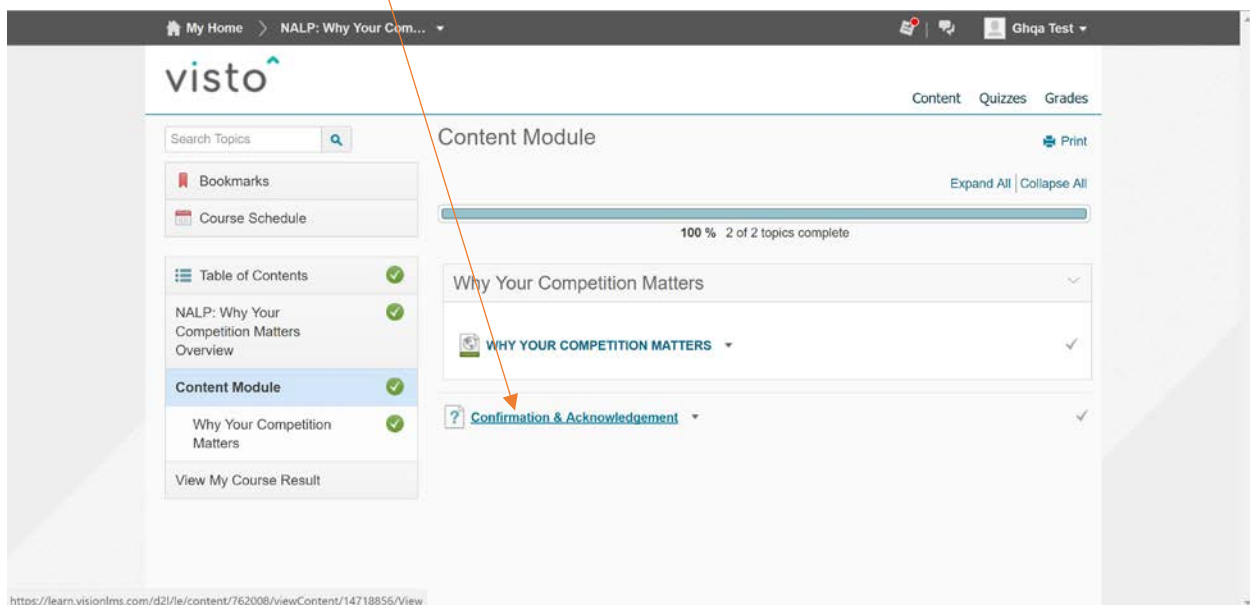 My Home NALP: Why Your Com... Ghqa Test
visto
Content Quizzes Grades
Search Topics
Content Module
Print
Bookmarks
Expand All Collapse All
Course Schedule
100 % 2 of 2 topics complete
Table of Contents
Why Your Competition Matters
NALP: Why Your
Competition Matters
Overview
WHY YOUR COMPETITION MATTERS
Content Module
? Confirmation & Acknowledgement
Why Your Competition
Matters
View My Course Result
https://learn.visionlms.com/d2l/le/content/762008/viewContent/14718856/View